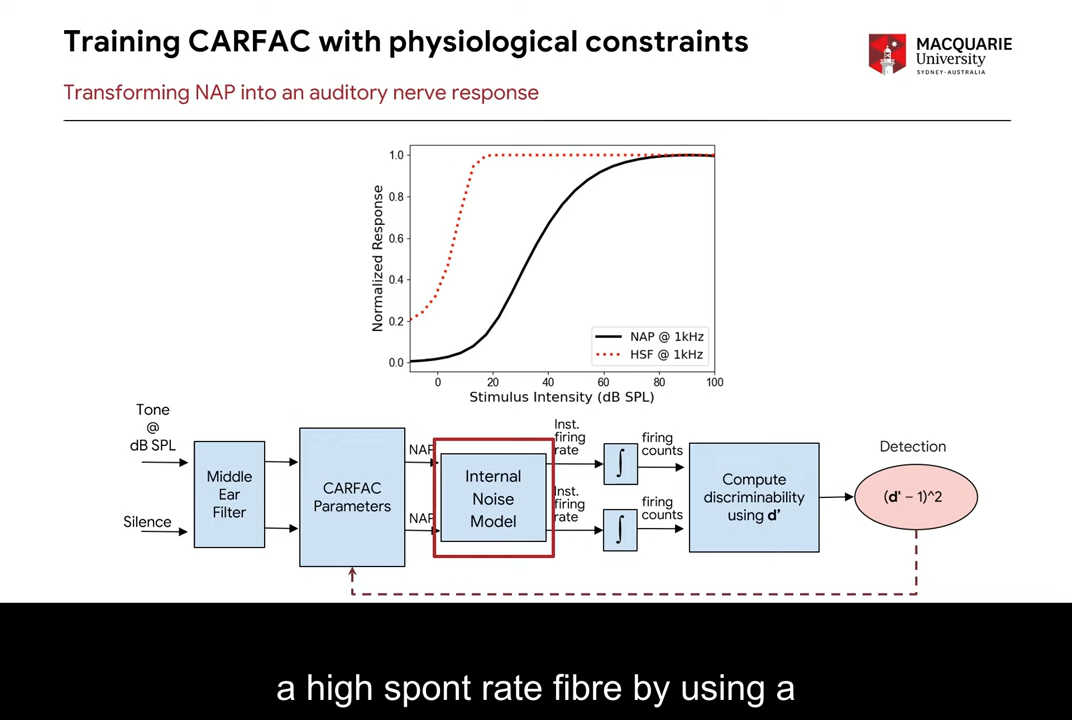 Training CARFAC with physiological constraints
MACQUARIE
University
SYDNEY-AUSTRALIA
Transforming NAP into an auditory nerve response
1.0
0.8
0.6
0.4
0.2
0.0
Normalized Response
NAP @ 1kHz
HSF @ 1kHz
0
20
40
60
80
100
Stimulus Intensity (dB SPL)
Tone
@
dB SPL
Silence
Middle
Ear
Filter
CARFAC
Parameters
NAP
NAP
Internal
Noise
Model
Inst.
firing
rate
Inst.
firing
rate
∫
∫
firing
counts
firing
counts
Compute
discriminability
using d'
Detection
(d' − 1)^2
a high spont rate fibre by using a